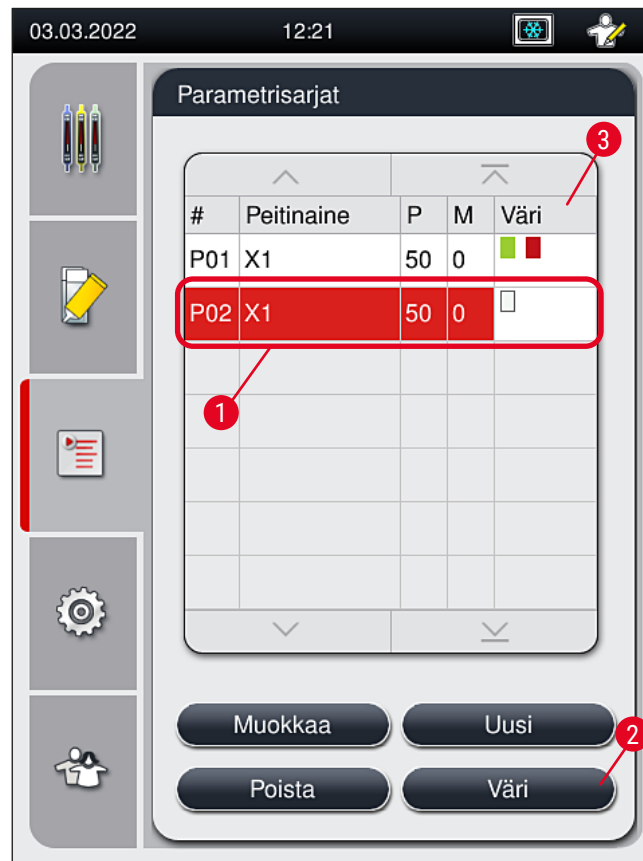 03.03.2022 12:21
Parametrisarjat
3
# Peitinaine P M Väri
P01 X1 50 0
P02 X1 50 0
1
Muokkaa Uusi
2
Poista Väri